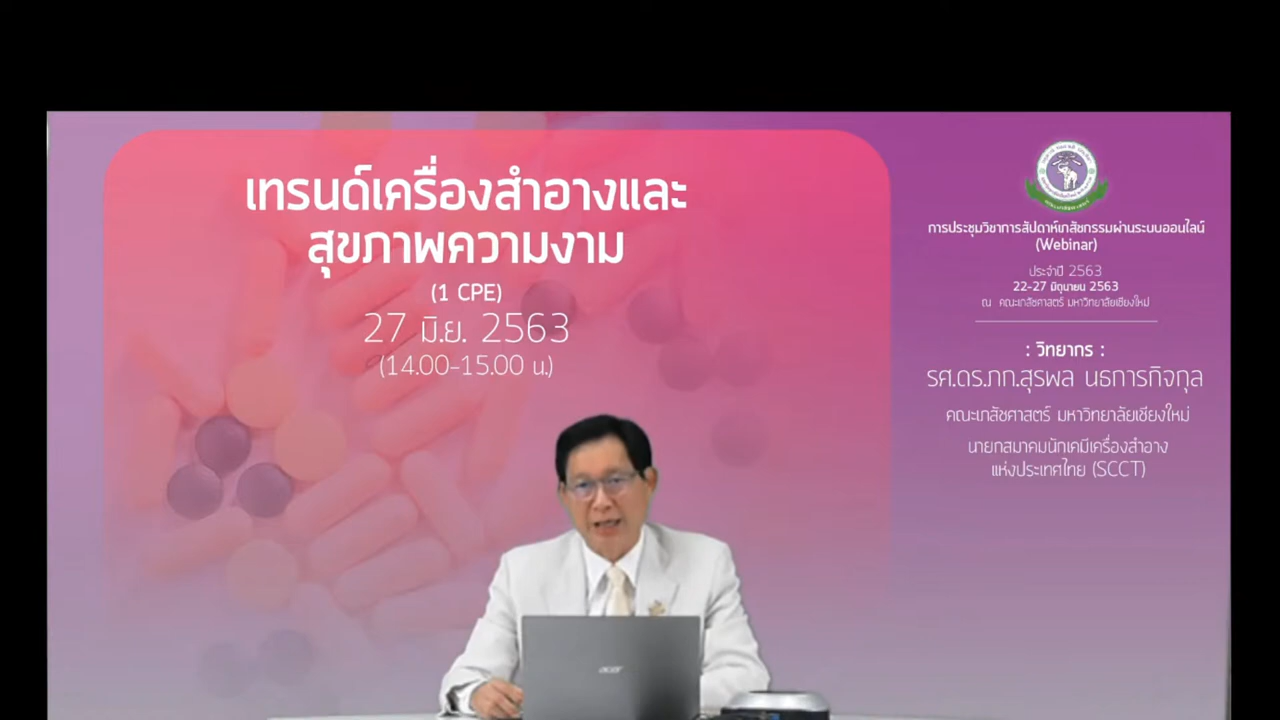 เทรนด์เครื่องสำอางและ
สุขภาพความงาม
(1 CPE)
27 มิ.ย. 2563
(14.00-15.00 น.)
การประชุมวิชาการสัปดาห์เภสัชกรรมผ่านระบบออนไลน์
(Webinar)
ประจำปี 2563
22-27 มิถุนายน 2563
ณ คณะเภสัชศาสตร์ มหาวิทยาลัยเชียงใหม่
: วิทยากร :
รศ.ดร.ภก.สุรพล นธการกิจกุล
คณะเภสัชศาสตร์ มหาวิทยาลัยเชียงใหม่
นายกสมาคมนักเคมีเครื่องสำอาง
แห่งประเทศไทย (SCCT)
acer